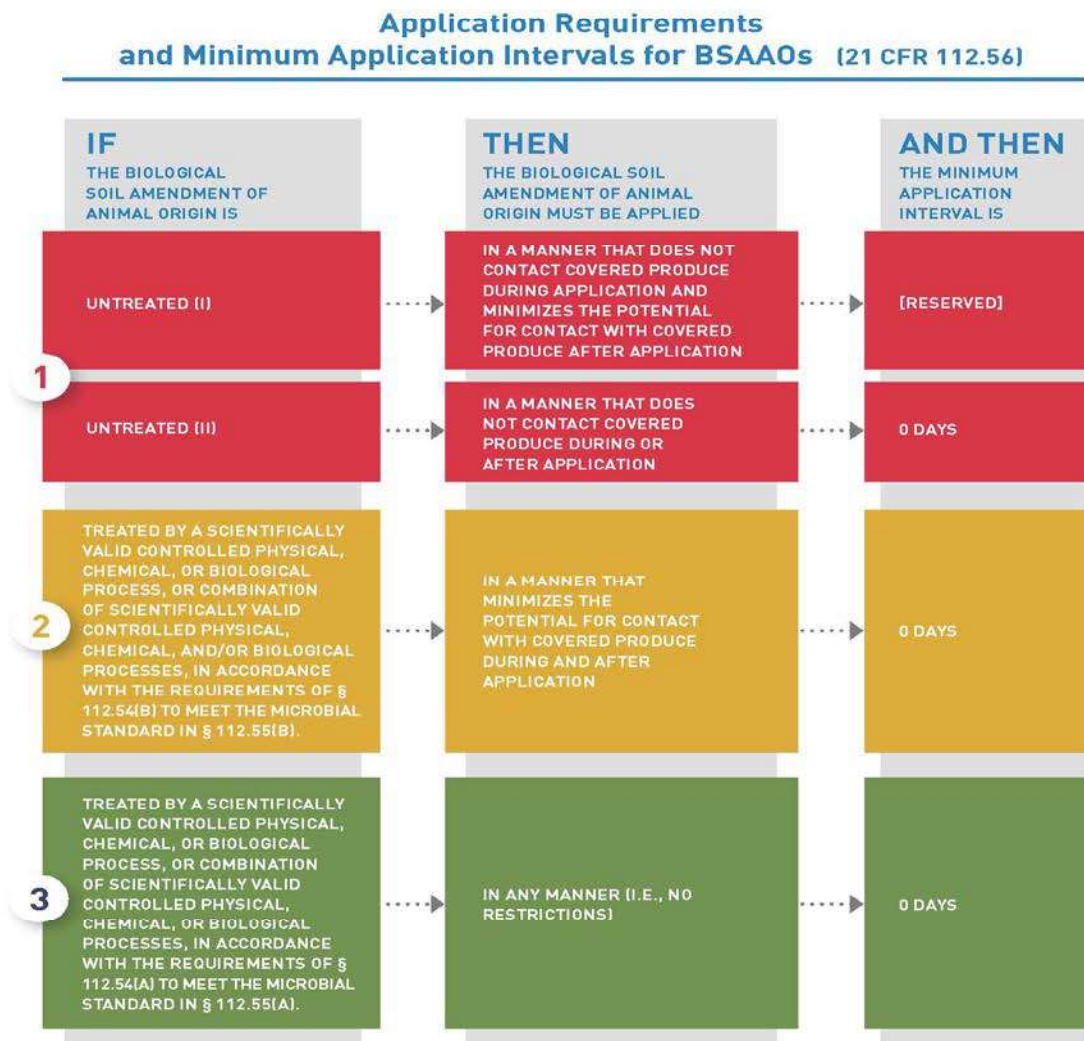 Application Requirements
and Minimum Application Intervals for BSAAOs (21 CFR 112.56)
IF
THE BIOLOGICAL
SOIL AMENDMENT OF
ANIMAL ORIGIN IS
THEN
THE BIOLOGICAL SOIL
AMENDMENT OF ANIMAL
ORIGIN MUST BE APPLIED
AND THEN
THE MINIMUM
APPLICATION
INTERVAL IS
1
UNTREATED (I)
IN A MANNER THAT DOES NOT
CONTACT COVERED PRODUCE
DURING APPLICATION AND
MINIMIZES THE POTENTIAL
FOR CONTACT WITH COVERED
PRODUCE AFTER APPLICATION
[RESERVED]
UNTREATED (II)
IN A MANNER THAT DOES
NOT CONTACT COVERED
PRODUCE DURING OR
AFTER APPLICATION
0 DAYS
2
TREATED BY A SCIENTIFICALLY
VALID CONTROLLED PHYSICAL,
CHEMICAL, OR BIOLOGICAL
PROCESS, OR COMBINATION
OF SCIENTIFICALLY VALID
CONTROLLED PHYSICAL,
CHEMICAL, AND/OR BIOLOGICAL
PROCESSES, IN ACCORDANCE
WITH THE REQUIREMENTS OF §
112.54(B) TO MEET THE MICROBIAL
STANDARD IN § 112.55(B).
IN A MANNER THAT
MINIMIZES THE
POTENTIAL FOR CONTACT
WITH COVERED PRODUCE
DURING AND AFTER
APPLICATION
0 DAYS
3
TREATED BY A SCIENTIFICALLY
VALID CONTROLLED PHYSICAL,
CHEMICAL, OR BIOLOGICAL
PROCESS, OR COMBINATION
OF SCIENTIFICALLY VALID
CONTROLLED PHYSICAL,
CHEMICAL, OR BIOLOGICAL
PROCESSES, IN ACCORDANCE
WITH THE REQUIREMENTS OF §
112.54(A) TO MEET THE MICROBIAL
STANDARD IN § 112.55(A).
IN ANY MANNER (I.E., NO
RESTRICTIONS)
0 DAYS